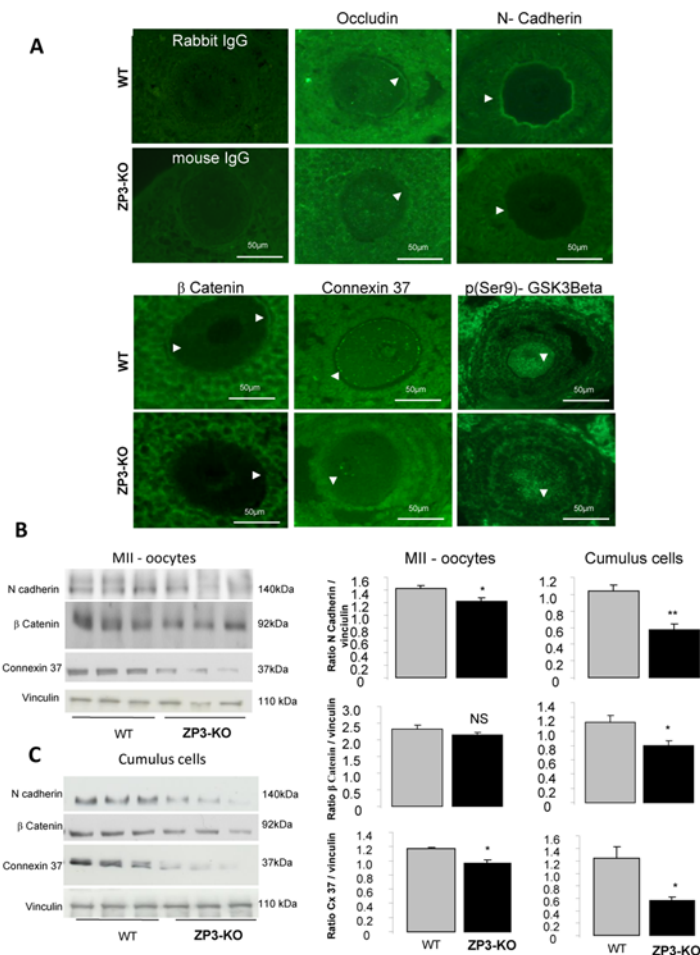 A
Occludin
N- Cadherin
Rabbit IgG
WT
mouse IgG
ZP3-KO
50μm
50μm
50μm
β Catenin
Connexin 37
p(Ser9)- GSK3Beta
WT
50μm
50μm
50μm
ZP3-KO
50μm
50μm
50μm
B
MII - oocytes
N cadherin
140kDa
β Catenin
92kDa
Connexin 37
37kDa
Vinculin
110 kDa
WT
ZP3-KO
C
Cumulus cells
N cadherin
140kDa
β Catenin
92kDa
Connexin 37
37kDa
Vinculin
110 kDa
WT
ZP3-KO
MII - oocytes
Cumulus cells
Ratio N Cadherin /
vinciulin
1.6
1.4
1.2
1.0
0.8
0.6
0.4
0.2
0
*
1.2
1.0
0.8
0.6
0.4
0.2
0
**
Ratio β Catenin / vinculin
3.0
2.5
2.0
1.5
1.0
0.5
0
NS
1.4
1.2
1.0
0.8
0.6
0.4
0.2
0
*
Ratio Cx 37 / vinculin
1.4
1.2
1.0
0.8
0.6
0.4
0.2
0
*
WT
ZP3-KO
1.6
1.4
1.2
1.0
0.8
0.6
0.4
0.2
0
*
WT
ZP3-KO